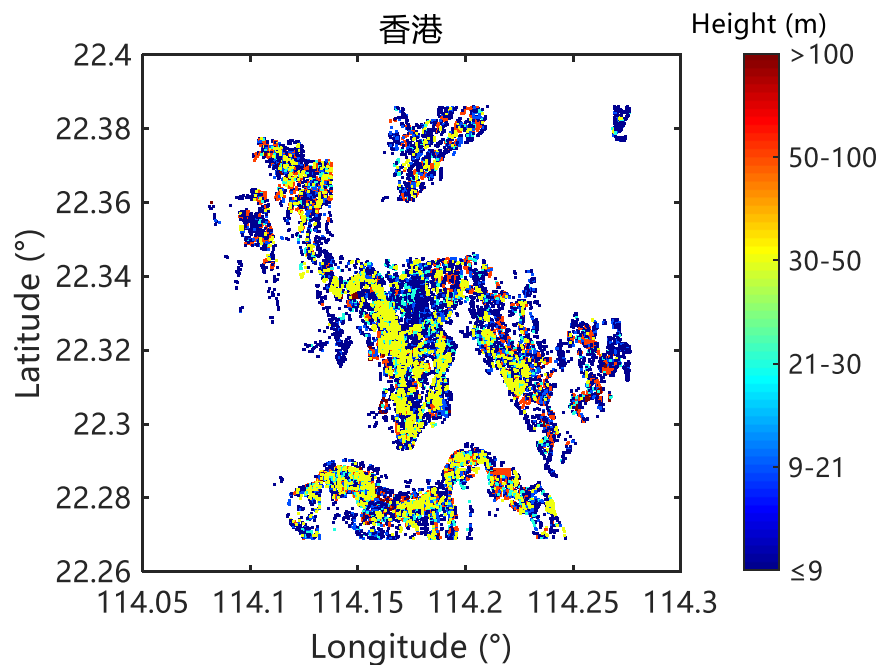 香港
Height (m)
22.4
22.38
22.36
22.34
22.32
22.3
22.28
22.26
Latitude (°)
114.05 114.1 114.15 114.2 114.25 114.3
Longitude (°)
>100
50-100
30-50
21-30
9-21
≤9